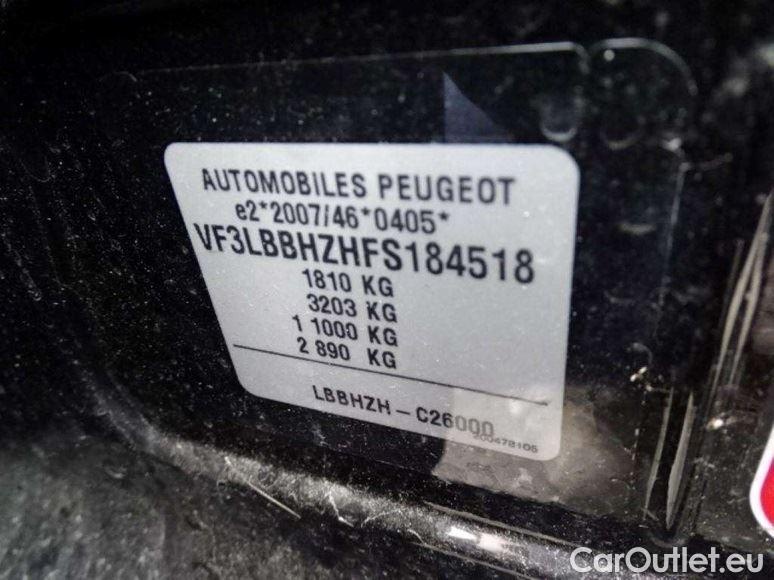 AUTOMOBILES PEUGEOT
e2*2007/46*0405*
VF3LBBHZHFS184518
1810 KG
3203 KG
1 1000 KG
2 890 KG
LBBHZH - C26000
200478105
CarOutlet.eu